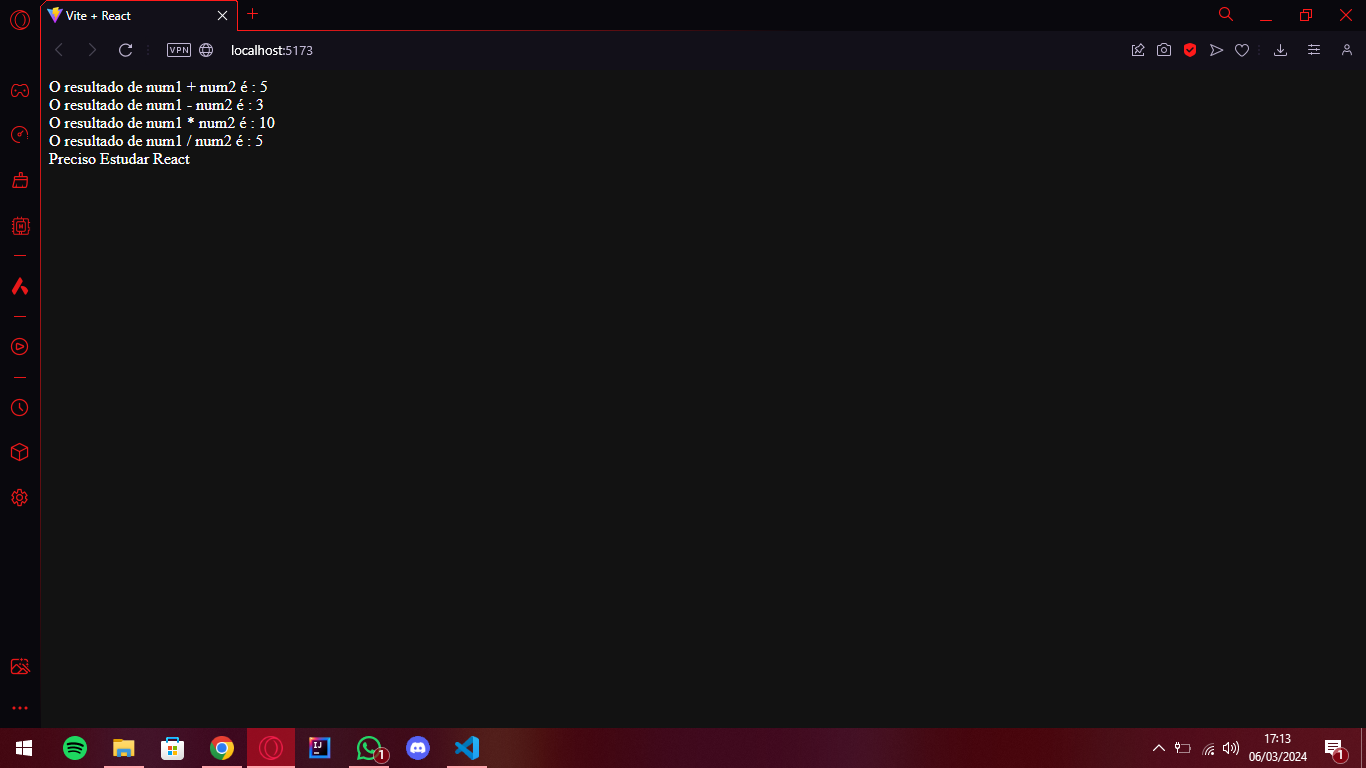 Vite + React
VPN
localhost:5173
O resultado de num1 + num2 é : 5
O resultado de num1 - num2 é : 3
O resultado de num1 * num2 é : 10
O resultado de num1 / num2 é : 5
Preciso Estudar React
IJ
1
17:13
06/03/2024
1